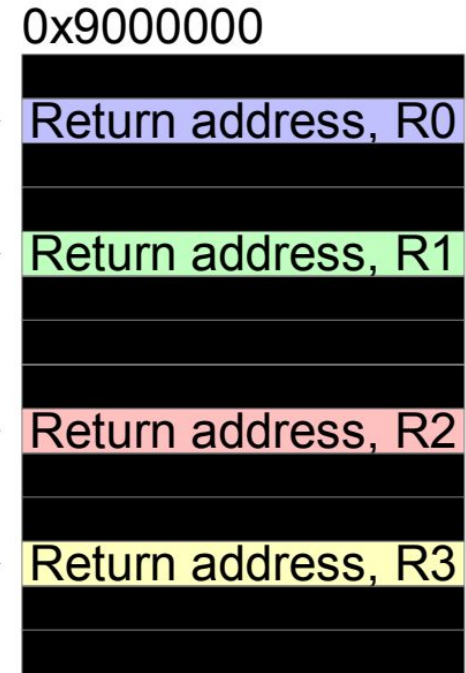 0x9000000
Return address, R0
Return address, R1
Return address, R2
Return address, R3